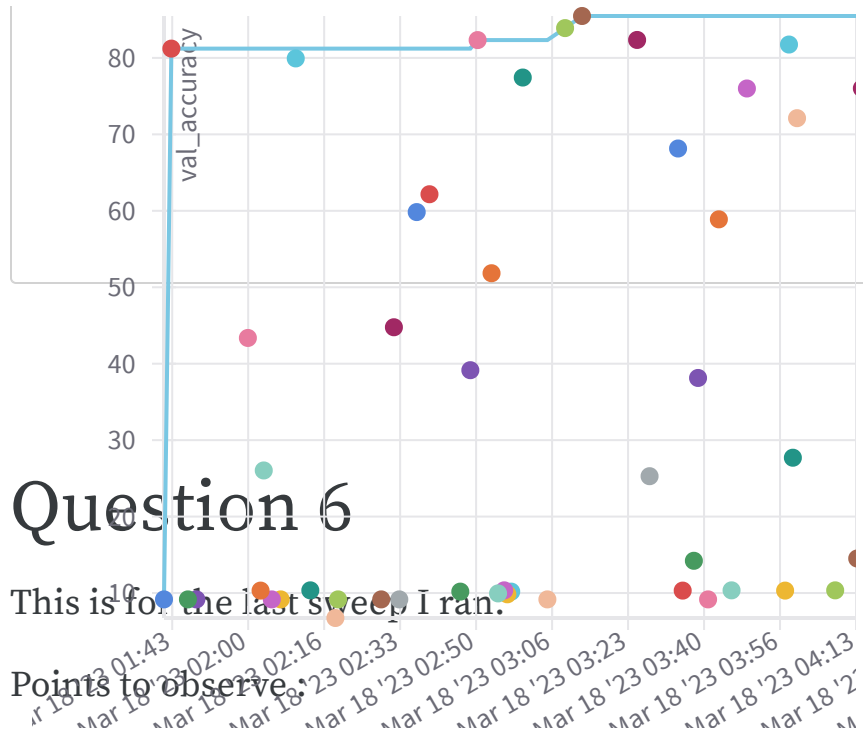 val_accuracy
80
70
60
50
40
30
20
10
Question 6
This is for the last sweep I ran.
Points to observe :
Mar 18 '23 02:00
Mar 18 '23 02:16
Mar 18 '23 02:33
Mar 18 '23 02:50
Mar 18 '23 03:06
Mar 18 '23 03:23
Mar 18 '23 03:40
Mar 18 '23 03:56
Mar 18 '23 04:13
r 18 '23 01:43